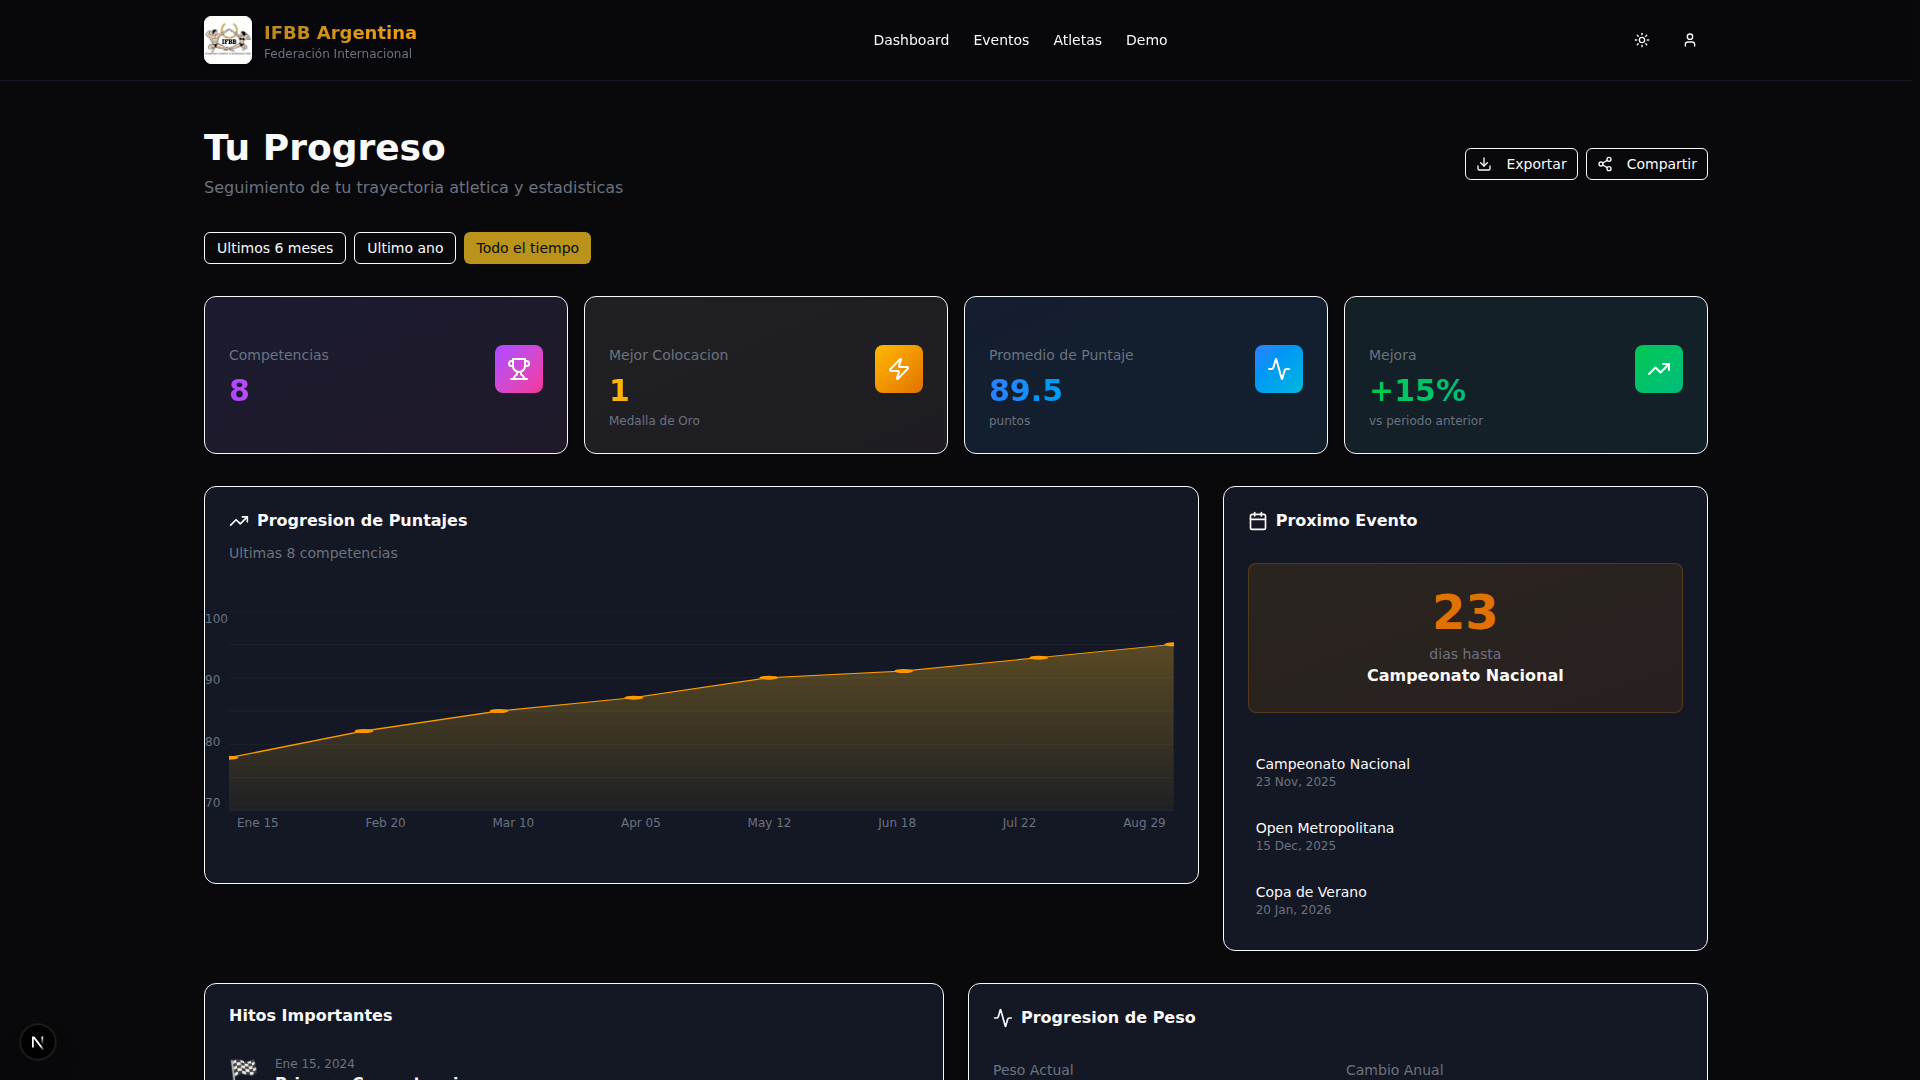 IFBB
IFBB Argentina
Federación Internacional
Dashboard
Eventos
Atletas
Demo
Tu Progreso
Seguimiento de tu trayectoria atletica y estadisticas
Exportar
Compartir
Ultimos 6 meses
Ultimo ano
Todo el tiempo
Competencias
8
Mejor Colocacion
1
Medalla de Oro
Promedio de Puntaje
89.5
puntos
Mejora
+15%
vs periodo anterior
Progresion de Puntajes
Ultimas 8 competencias
100
90
80
70
Ene 15
Feb 20
Mar 10
Apr 05
May 12
Jun 18
Jul 22
Aug 29
Proximo Evento
23
dias hasta
Campeonato Nacional
Campeonato Nacional
23 Nov, 2025
Open Metropolitana
15 Dec, 2025
Copa de Verano
20 Jan, 2026
Hitos Importantes
Ene 15, 2024
Progresion de Peso
Peso Actual
Cambio Anual
N